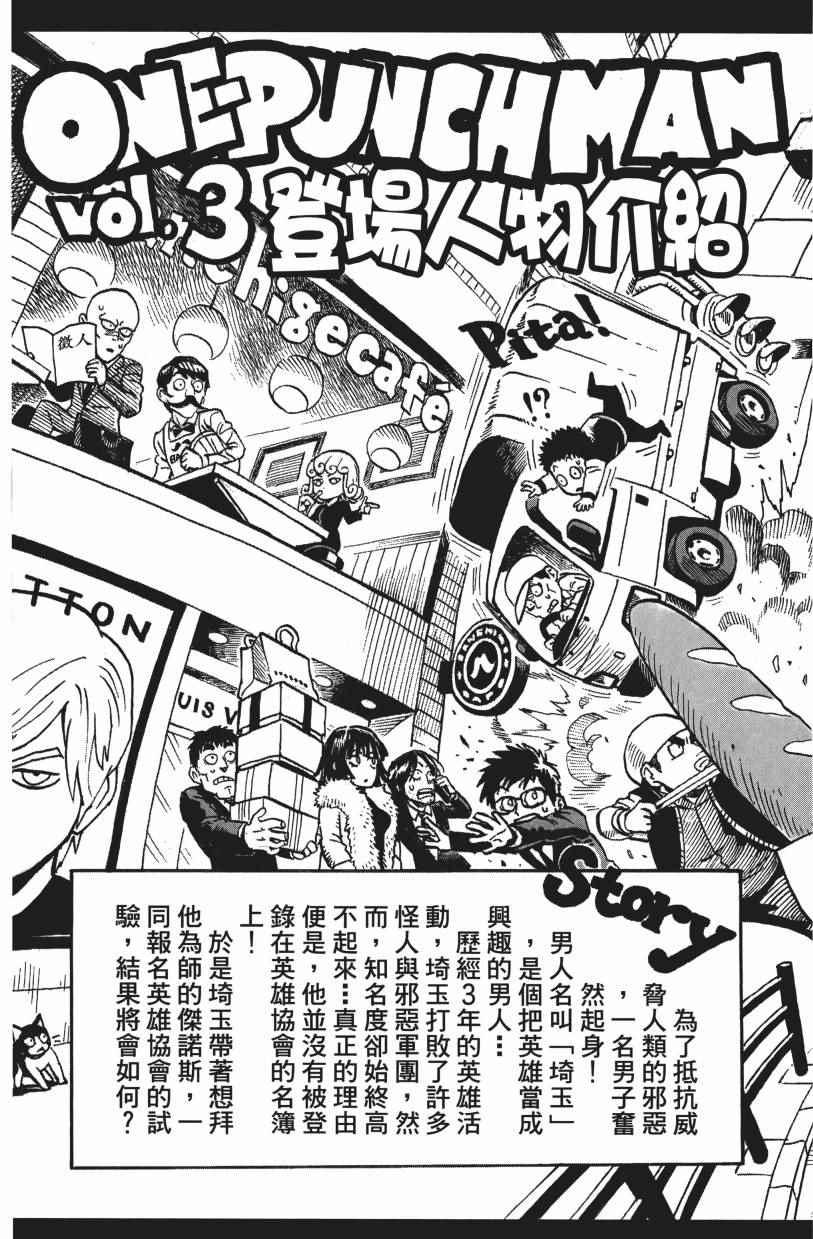 ONE-PUNCH MAN
vol.3 登場人物介紹
chigecafé
徵人
Pita!
!?
TTON
UIS V
Story
為了抵抗威
脅人類的邪惡
，一名男子奮
然起身！
男人名叫「埼玉」
，是個把英雄當成
興趣的男人…
歷經3年的英雄活
動，埼玉打敗了許多
怪人與邪惡軍團，然
而，知名度卻始終高
不起來…真正的理由
便是，他並沒有被登
錄在英雄協會的名簿
上！
於是埼玉帶著想拜
他為師的傑諾斯，一
同報名英雄協會的試
驗，結果將會如何？